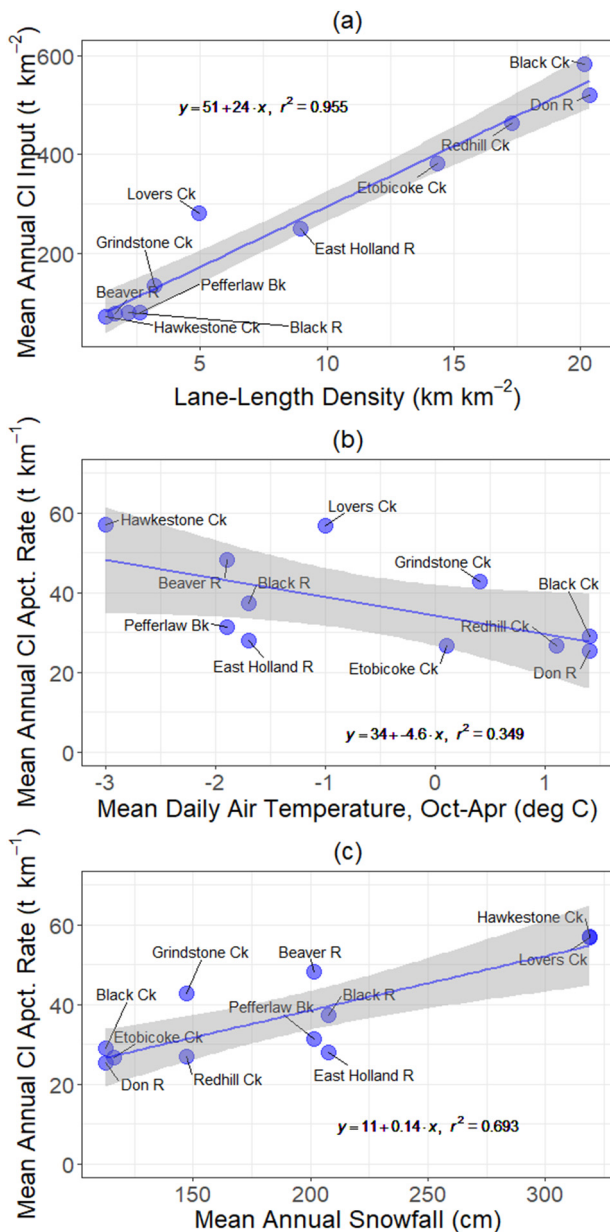 (a)
Mean Annual Cl Input (t km−2)
600
400
200
y = 51 + 24 · x, r2 = 0.955
Black Ck
Don R
Redhill Ck
Etobicoke Ck
Lovers Ck
East Holland R
Grindstone Ck
Beaver R
Pefferlaw Bk
Hawkestone Ck
Black R
5
10
15
20
Lane-Length Density (km km−2)
(b)
Mean Annual Cl Apct. Rate (t km−1)
60
40
20
0
Hawkestone Ck
Lovers Ck
Beaver R
Black R
Grindstone Ck
Black Ck
Pefferlaw Bk
East Holland R
Etobicoke Ck
Redhill Ck
Don R
y = 34 + -4.6 · x, r2 = 0.349
-3
-2
-1
0
1
Mean Daily Air Temperature, Oct-Apr (deg C)
(c)
Mean Annual Cl Apct. Rate (t km−1)
60
40
20
0
Hawkestone Ck
Lovers Ck
Grindstone Ck
Beaver R
Black Ck
Etobicoke Ck
Pefferlaw Bk
Black R
Don R
Redhill Ck
East Holland R
y = 11 + 0.14 · x, r2 = 0.693
150
200
250
300
Mean Annual Snowfall (cm)